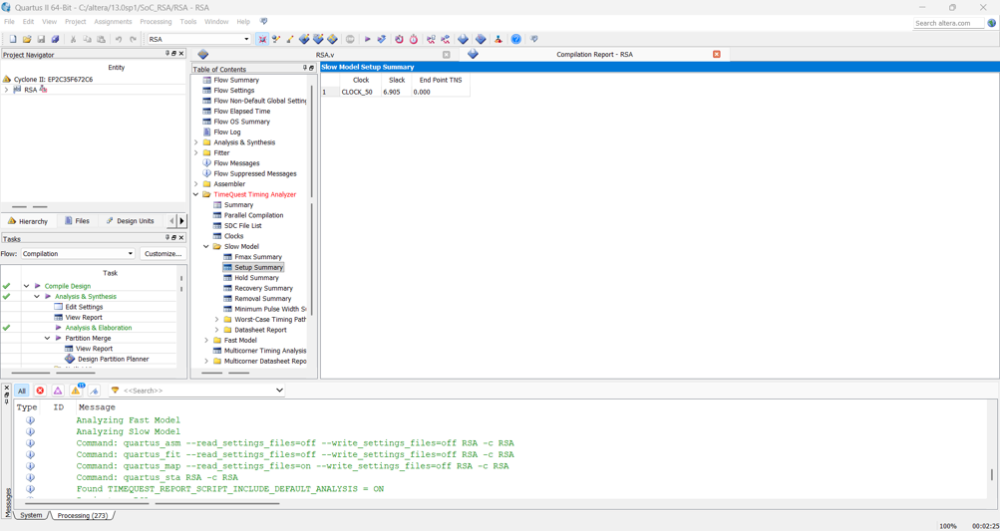 Quartus II 64-Bit - C:/altera/13.0sp1/SoC_RSA/RSA - RSA
File Edit View Project Assignments Processing Tools Window Help
Search altera.com
RSA
Project Navigator
Entity
Cyclone II: EP2C35F672C6
RSA
Hierarchy Files Design Units
Tasks
Flow: Compilation Customize...
Task
Compile Design
Analysis & Synthesis
Edit Settings
View Report
Analysis & Elaboration
Partition Merge
View Report
Design Partition Planner
RSA.v
Compilation Report - RSA
Table of Contents
Flow Summary
Flow Settings
Flow Non-Default Global Setting
Flow Elapsed Time
Flow OS Summary
Flow Log
Analysis & Synthesis
Fitter
Flow Messages
Flow Suppressed Messages
Assembler
TimeQuest Timing Analyzer
Summary
Parallel Compilation
SDC File List
Clocks
Slow Model
Fmax Summary
Setup Summary
Hold Summary
Recovery Summary
Removal Summary
Minimum Pulse Width
Worst-Case Timing Path
Datasheet Report
Fast Model
Multicorner Timing Analysis
Multicorner Datasheet Repo
Slow Model Setup Summary
Clock Slack End Point TNS
1 CLOCK_50 6.905 0.000
All 15 <<Search>>
Type ID Message
Analyzing Fast Model
Analyzing Slow Model
Command: quartus_asm --read_settings_files=off --write_settings_files=off RSA -c RSA
Command: quartus_fit --read_settings_files=off --write_settings_files=off RSA -c RSA
Command: quartus_map --read_settings_files=on --write_settings_files=off RSA -c RSA
Command: quartus_sta RSA -c RSA
Found TIMEQUEST_REPORT_SCRIPT_INCLUDE_DEFAULT_ANALYSIS = ON
Messages
System Processing (273)
100% 00:02:25